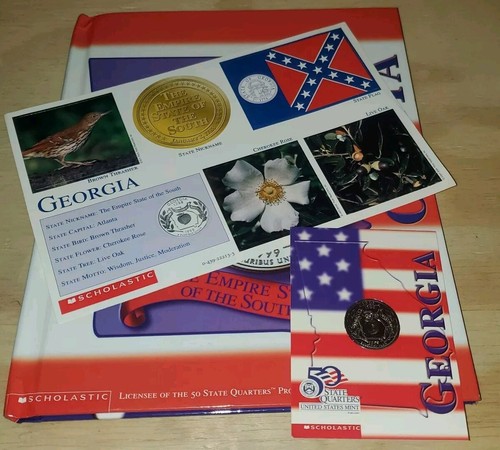 THE
EMPIRE
STATE OF
THE
SOUTH
STATE NICKNAME
STATE FLAG
BROWN THRASHER
CHEROKEE ROSE
LIVE OAK
GEORGIA
STATE NICKNAME: The Empire State of the South
STATE CAPITAL: Atlanta
STATE BIRD: Brown Thrasher
STATE FLOWER: Cherokee Rose
STATE TREE: Live Oak
STATE MOTTO: Wisdom, Justice, Moderation
SCHOLASTIC
EMPIRE S
OF THE SOUTH
SCHOLASTIC
LICENSEE OF THE 50 STATE QUARTERS™ PRO
GEORGIA
50
STATE
QUARTERS
UNITED STATES MINT
SCHOLASTIC